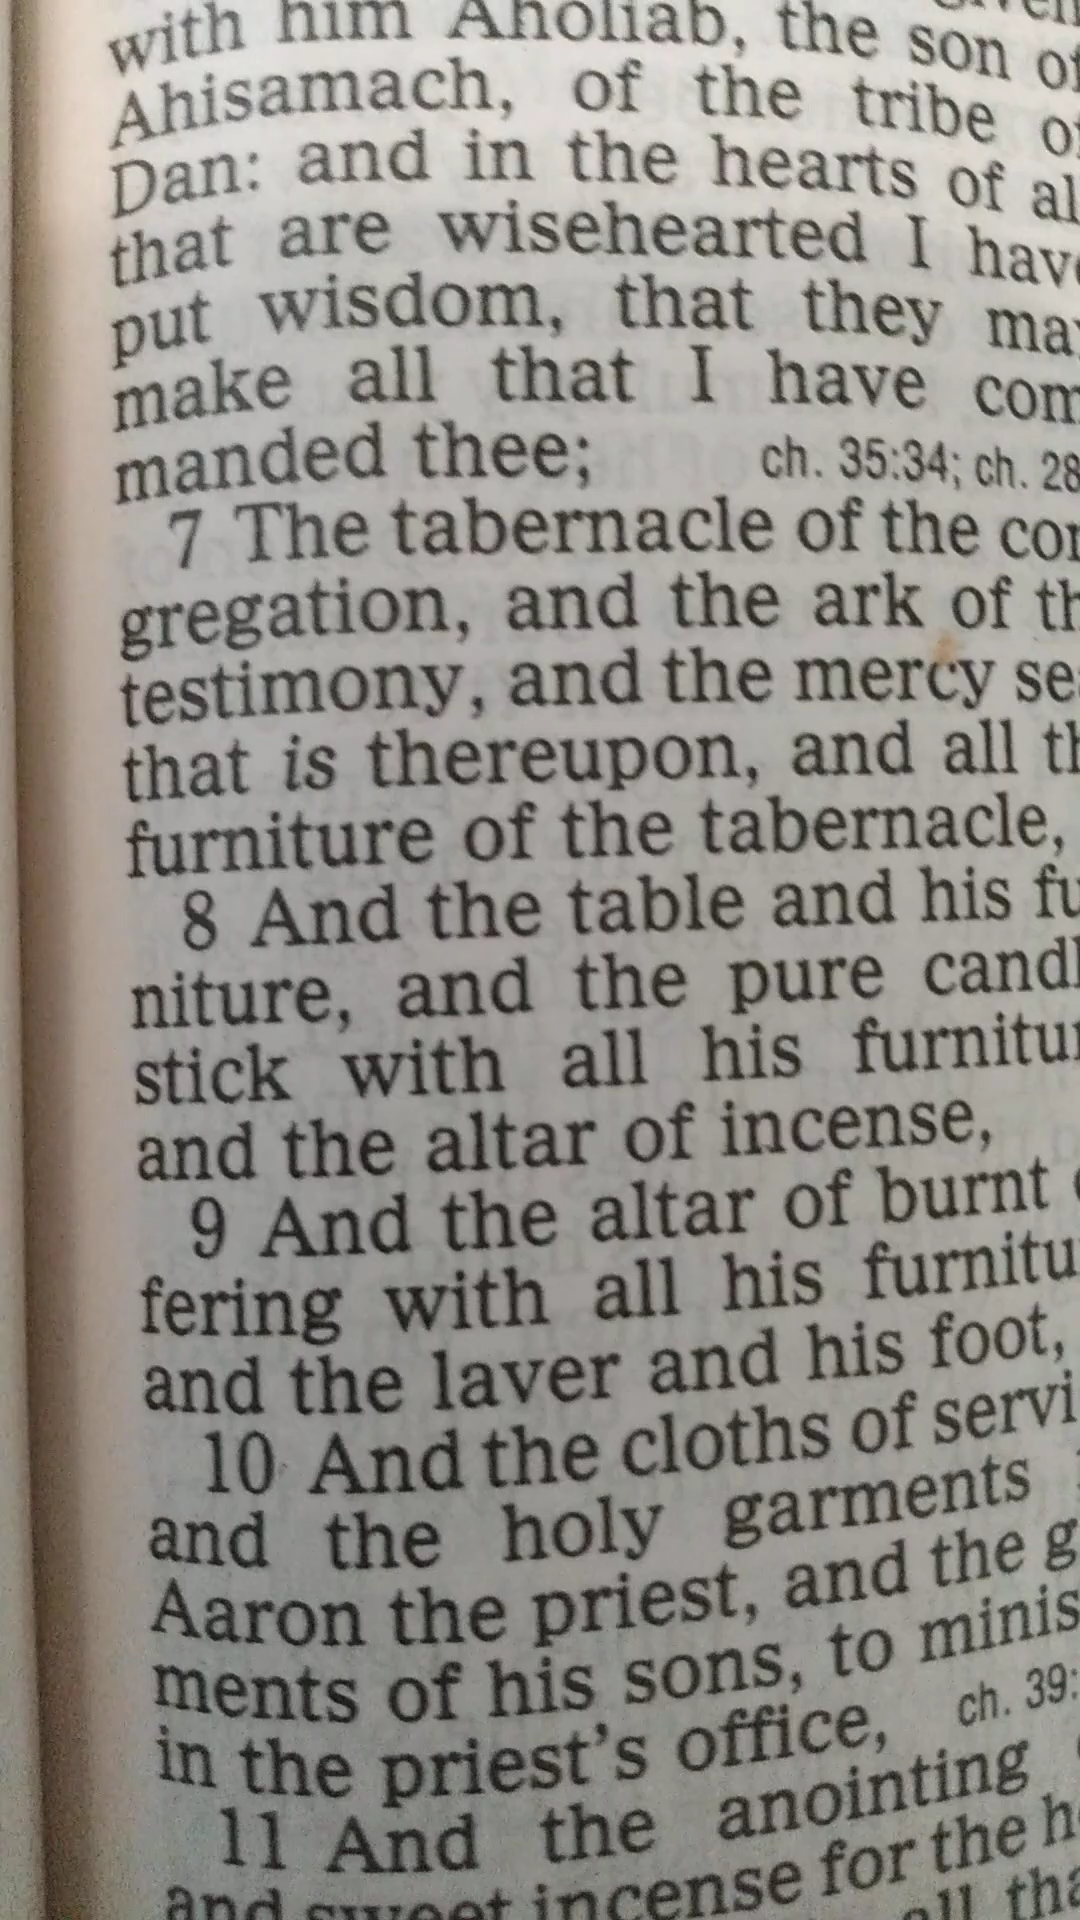 with him Aholiab, the son of
Ahisamach, of the tribe of
Dan: and in the hearts of al
that are wisehearted I have
put wisdom, that they may
make all that I have com
manded thee; ch. 35:34; ch. 28
7 The tabernacle of the con
gregation, and the ark of th
testimony, and the mercy se
that is thereupon, and all th
furniture of the tabernacle,
8 And the table and his fu
niture, and the pure candl
stick with all his furnitur
and the altar of incense,
9 And the altar of burnt
fering with all his furnitu
and the laver and his foot,
10 And the cloths of servi
and the holy garments
Aaron the priest, and the g
ments of his sons, to minis
in the priest's office, ch. 39:
11 And the anointing
and sweet incense for the h
all tha